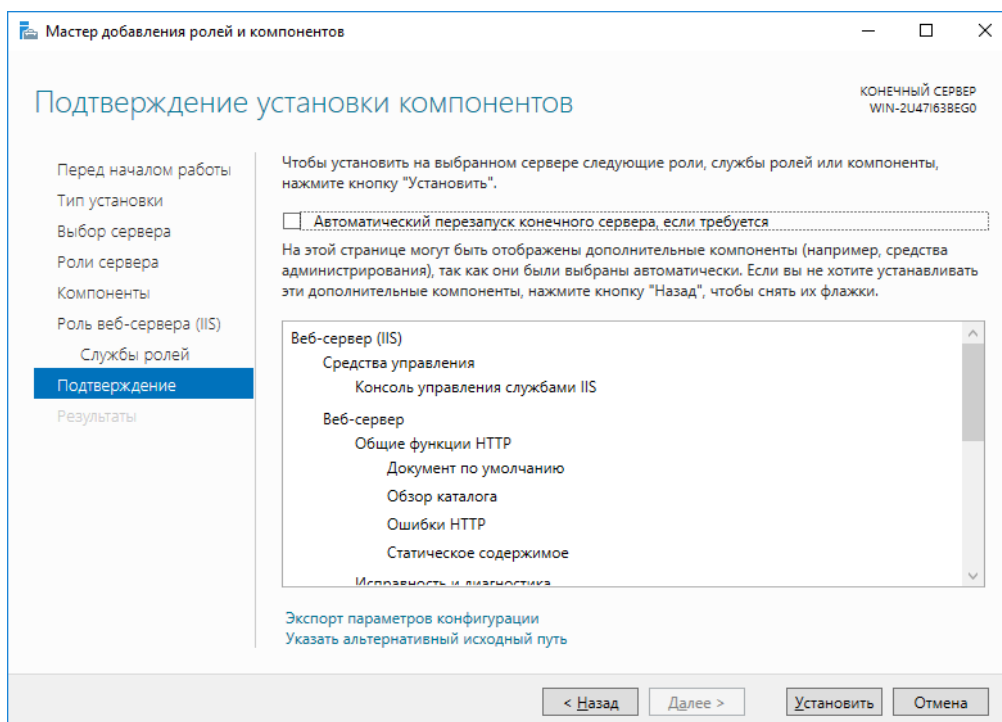 Мастер добавления ролей и компонентов
Подтверждение установки компонентов
КОНЕЧНЫЙ СЕРВЕР
WIN-2U47I63BEG0
Перед началом работы
Тип установки
Выбор сервера
Роли сервера
Компоненты
Роль веб-сервера (IIS)
Службы ролей
Подтверждение
Результаты
Чтобы установить на выбранном сервере следующие роли, службы ролей или компоненты,
нажмите кнопку "Установить".
Автоматический перезапуск конечного сервера, если требуется
На этой странице могут быть отображены дополнительные компоненты (например, средства
администрирования), так как они были выбраны автоматически. Если вы не хотите устанавливать
эти дополнительные компоненты, нажмите кнопку "Назад", чтобы снять их флажки.
Веб-сервер (IIS)
Средства управления
Консоль управления службами IIS
Веб-сервер
Общие функции HTTP
Документ по умолчанию
Обзор каталога
Ошибки HTTP
Статическое содержимое
Исправность и диагностика
Экспорт параметров конфигурации
Указать альтернативный исходный путь
< Назад
Далее >
Установить
Отмена